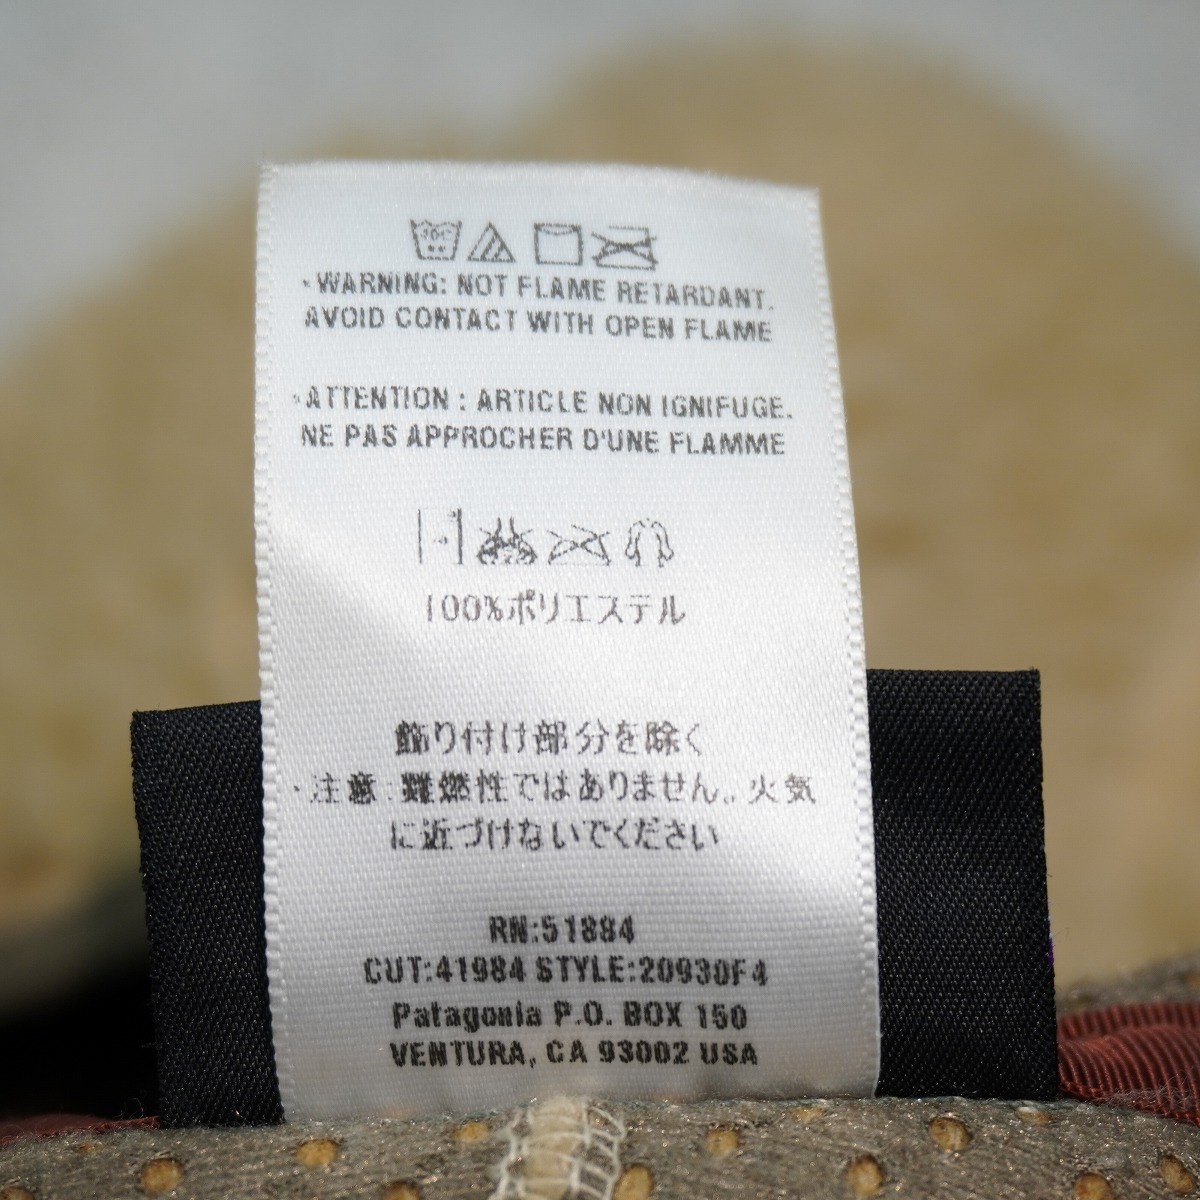 · WARNING: NOT FLAME RETARDANT.
AVOID CONTACT WITH OPEN FLAME
· ATTENTION : ARTICLE NON IGNIFUGE.
NE PAS APPROCHER D'UNE FLAMME
100%ポリエステル
飾り付け部分を除く
· 注意:難燃性ではありません。火気
に近づけないでください
RN:51884
CUT:41984 STYLE:20930F4
Patagonia P.O. BOX 150
VENTURA, CA 93002 USA